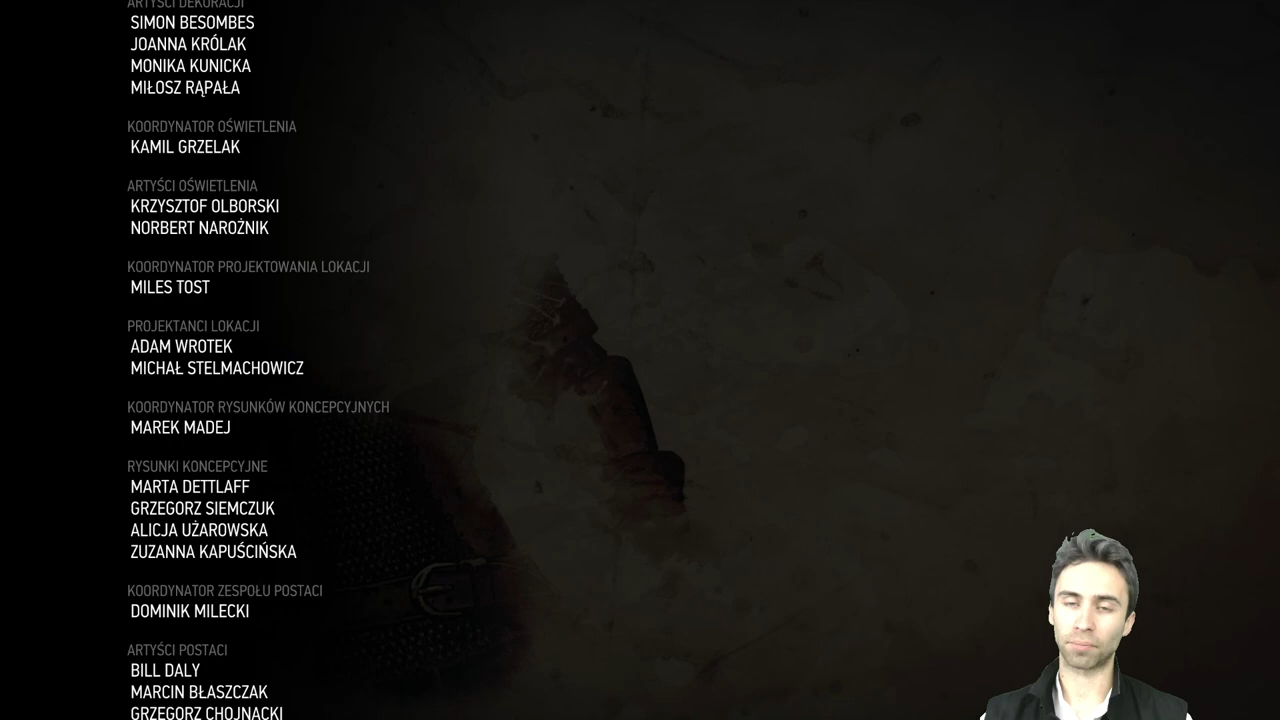 ARTYŚCI DEKORACJI
SIMON BESOMBES
JOANNA KRÓLAK
MONIKA KUNICKA
MIŁOSZ RĄPAŁA
KOORDYNATOR OŚWIETLENIA
KAMIL GRZELAK
ARTYŚCI OŚWIETLENIA
KRZYSZTOF OLBORSKI
NORBERT NAROŻNIK
KOORDYNATOR PROJEKTOWANIA LOKACJI
MILES TOST
PROJEKTANCI LOKACJI
ADAM WROTEK
MICHAŁ STELMACHOWICZ
KOORDYNATOR RYSUNKÓW KONCEPCYJNYCH
MAREK MADEJ
RYSUNKI KONCEPCYJNE
MARTA DETTLAFF
GRZEGORZ SIEMCZUK
ALICJA UŻAROWSKA
ZUZANNA KAPUŚCIŃSKA
KOORDYNATOR ZESPOŁU POSTACI
DOMINIK MILECKI
ARTYŚCI POSTACI
BILL DALY
MARCIN BŁASZCZAK
GRZEGORZ CHOJNACKI